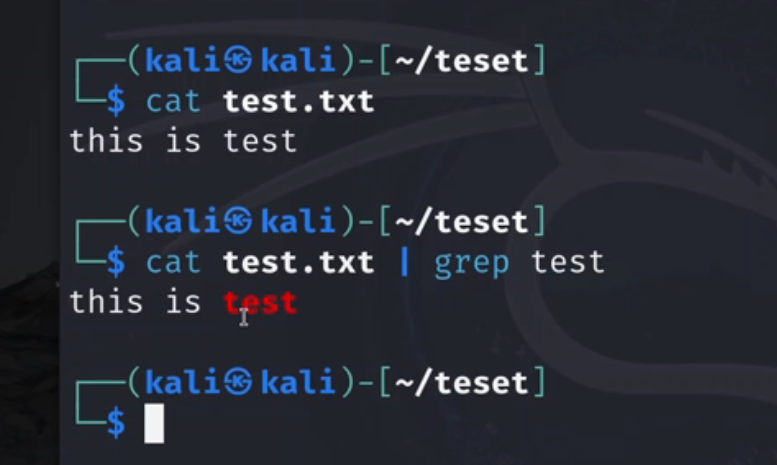 ┌──(kali㉿kali)-[~/teset]
└─$ cat test.txt
this is test
┌──(kali㉿kali)-[~/teset]
└─$ cat test.txt | grep test
this is test
┌──(kali㉿kali)-[~/teset]
└─$